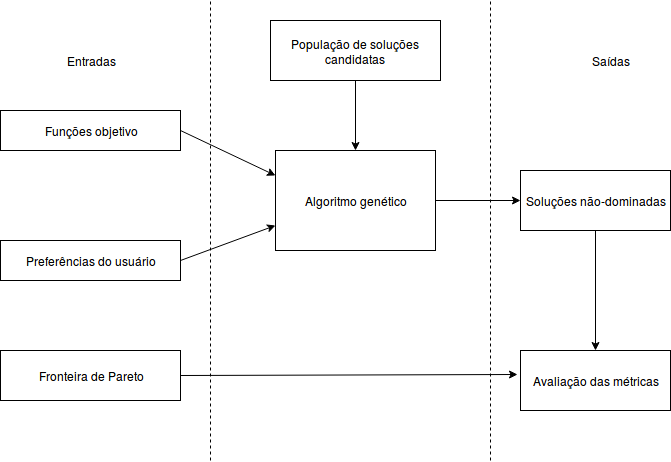 População de soluções
candidatas
Entradas
Saídas
Funções objetivo
Algoritmo genético
Soluções não-dominadas
Preferências do usuário
Fronteira de Pareto
Avaliação das métricas